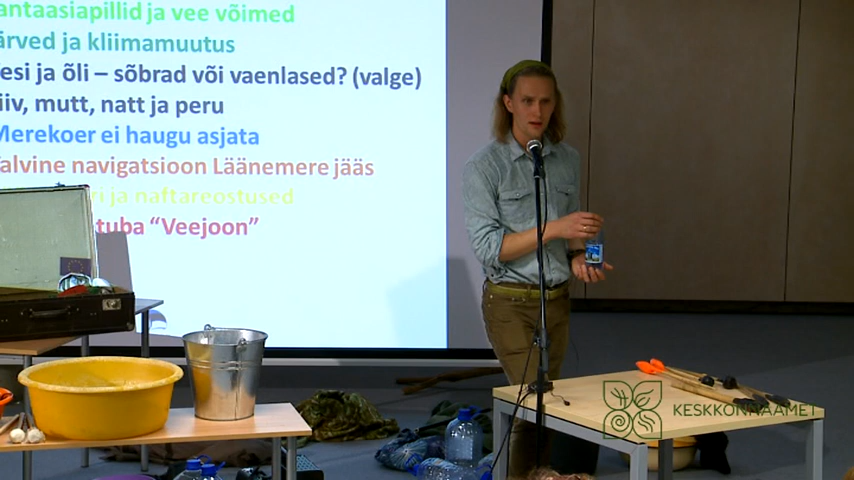 antaasiapillid ja vee võimed
ärved ja kliimamuutus
esi ja õli – sõbrad või vaenlased? (valge)
iiv, mutt, natt ja peru
Merekoer ei haugu asjata
alvine navigatsioon Läänemere jääs
i ja naftareostused
tuba “Veejoon”
KESKKONNAAMET